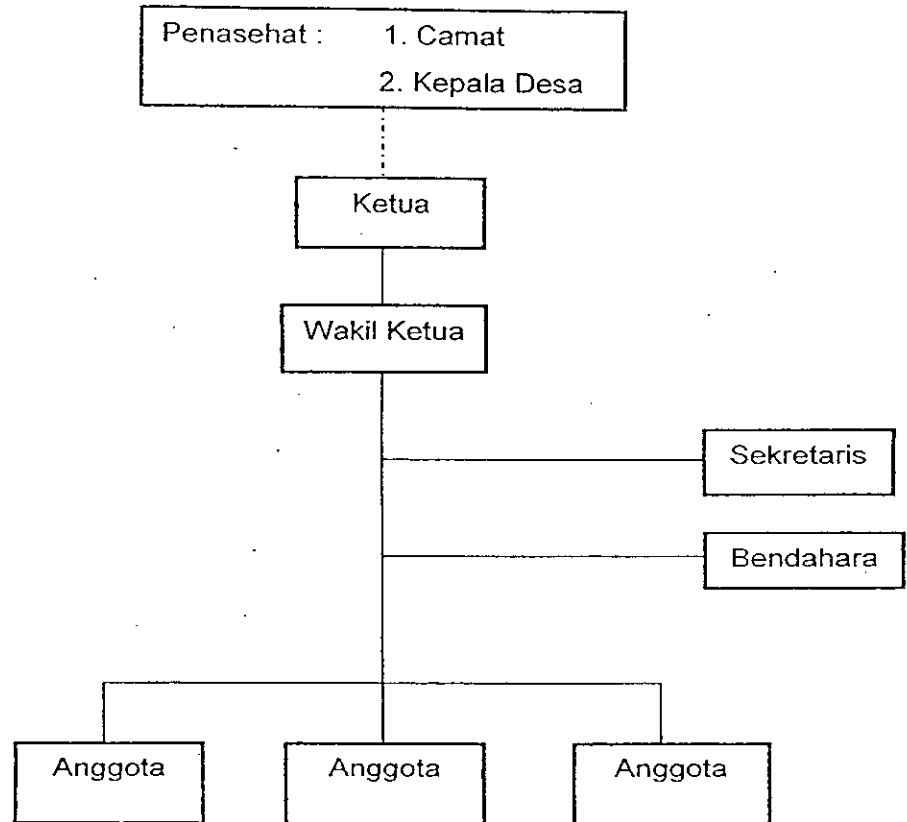 Penasehat : 1. Camat
2. Kepala Desa
Ketua
Wakil Ketua
Sekretaris
Bendahara
Anggota Anggota Anggota